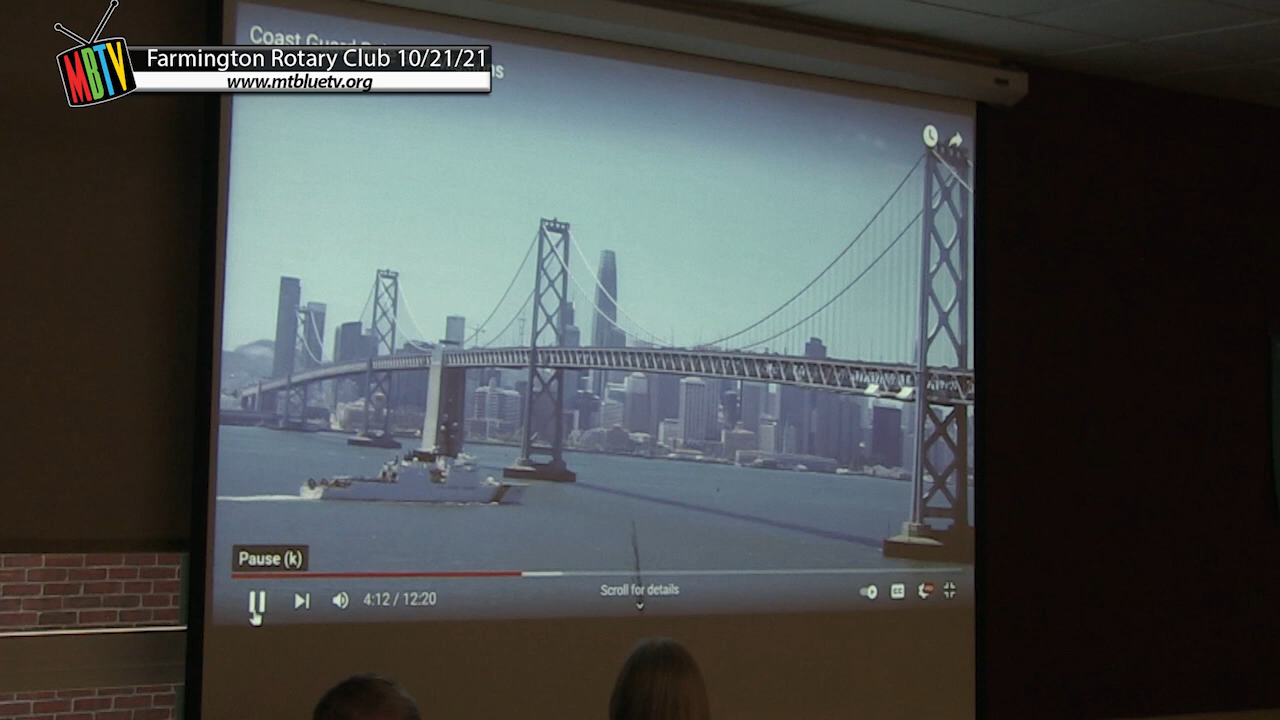 MBTV
Farmington Rotary Club 10/21/21
www.mtbluetv.org
Coast Guard
Pause (k)
4:12 / 12:20
Scroll for details
CC